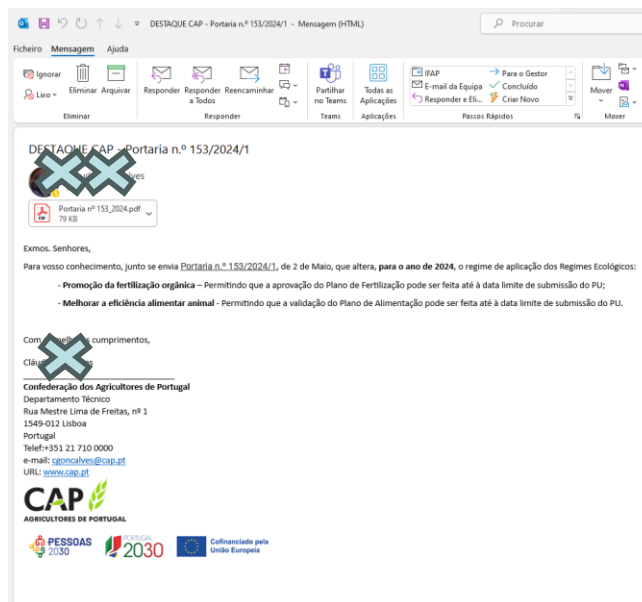 DESTAQUE CAP - Portaria n.º 153/2024/1 - Mensagem (HTML)
Procurar
Ficheiro Mensagem Ajuda
Ignorar
Lixo
Eliminar
Arquivar
Responder
Responder a Todos
Reencaminhar
Partilhar no Teams
Todas as Aplicações
IFAP
E-mail da Equipa
Responder e Eli...
Para o Gestor
Concluído
Criar Novo
Mover
Eliminar
Responder
Teams
Aplicações
Passos Rápidos
Mover
DESTAQUE CAP - Portaria n.º 153/2024/1
Portaria nº 153_2024.pdf
79 KB
Exmos. Senhores,
Para vosso conhecimento, junto se envia Portaria n.º 153/2024/1, de 2 de Maio, que altera, para o ano de 2024, o regime de aplicação dos Regimes Ecológicos:
- Promoção da fertilização orgânica – Permitindo que a aprovação do Plano de Fertilização pode ser feita até à data limite de submissão do PU;
- Melhorar a eficiência alimentar animal - Permitindo que a validação do Plano de Alimentação pode ser feita até à data limite de submissão do PU.
cumprimentos,
Confederação dos Agricultores de Portugal
Departamento Técnico
Rua Mestre Lima de Freitas, nº 1
1549-012 Lisboa
Portugal
Telef:+351 21 710 0000
e-mail: cgoncalves@cap.pt
URL: www.cap.pt
CAP
AGRICULTORES DE PORTUGAL
PESSOAS
2030
PORTUGAL
2030
Cofinanciado pela
União Europeia